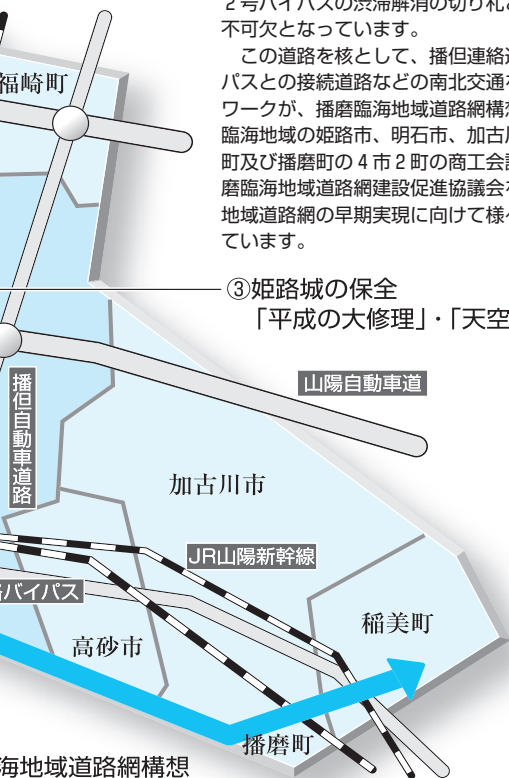 ２号バイパスの渋滞解消の切り札と
不可欠となっています。
この道路を核として、播但連絡道
パスとの接続道路などの南北交通を
ワークが、播磨臨海地域道路網構想
臨海地域の姫路市、明石市、加古川
町及び播磨町の４市２町の商工会議
磨臨海地域道路網建設促進協議会を
地域道路網の早期実現に向けて様々
ています。
福崎町
③姫路城の保全
「平成の大修理」・「天空
山陽自動車道
播但自動車道路
加古川市
JR山陽新幹線
バイパス
稲美町
高砂市
播磨町
海地域道路網構想